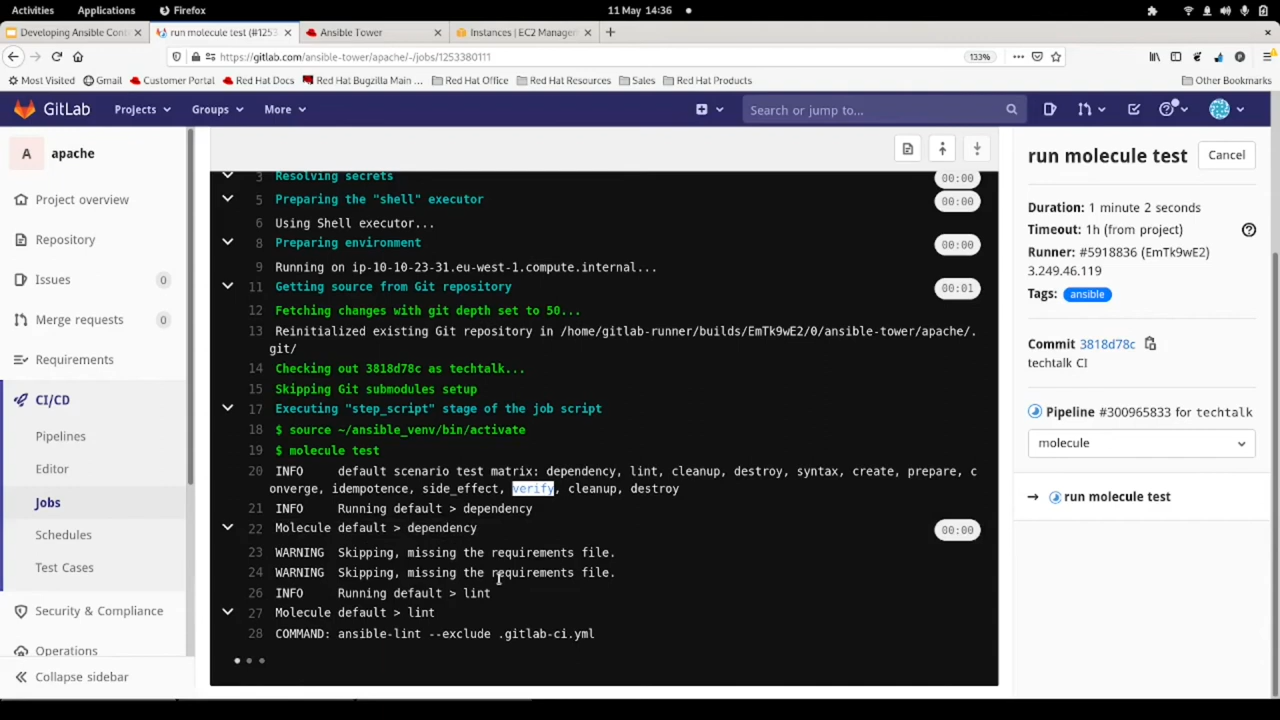 Activities Applications Firefox 11 May 14:36
Developing Ansible Con run molecule test (#1253 Ansible Tower Instances | EC2 Manage
https://gitlab.com/ansible-tower/apache/-/jobs/1253380111 133%
Most Visited Gmail Customer Portal Red Hat Docs Red Hat Bugzilla Main ... Red Hat Office Red Hat Resources Sales Red Hat Products Other Bookmarks
GitLab Projects Groups More Search or jump to...
A apache
Project overview
Repository
Issues 0
Merge requests 0
Requirements
CI/CD
Pipelines
Editor
Jobs
Schedules
Test Cases
Security & Compliance
Operations
Collapse sidebar
3 Resolving secrets 00:00
5 Preparing the "shell" executor 00:00
6 Using Shell executor...
8 Preparing environment 00:00
9 Running on ip-10-10-23-31.eu-west-1.compute.internal...
11 Getting source from Git repository 00:01
12 Fetching changes with git depth set to 50...
13 Reinitialized existing Git repository in /home/gitlab-runner/builds/EmTk9wE2/0/ansible-tower/apache/.
git/
14 Checking out 3818d78c as techtalk...
15 Skipping Git submodules setup
17 Executing "step_script" stage of the job script
18 $ source ~/ansible_venv/bin/activate
19 $ molecule test
20 INFO default scenario test matrix: dependency, lint, cleanup, destroy, syntax, create, prepare, c
onverge, idempotence, side_effect, verify, cleanup, destroy
21 INFO Running default > dependency
22 Molecule default > dependency 00:00
23 WARNING Skipping, missing the requirements file.
24 WARNING Skipping, missing the requirements file.
26 INFO Running default > lint
27 Molecule default > lint
28 COMMAND: ansible-lint --exclude .gitlab-ci.yml
run molecule test Cancel
Duration: 1 minute 2 seconds
Timeout: 1h (from project)
Runner: #5918836 (EmTk9wE2)
3.249.46.119
Tags: ansible
Commit 3818d78c
techtalk CI
Pipeline #300965833 for techtalk
molecule
run molecule test